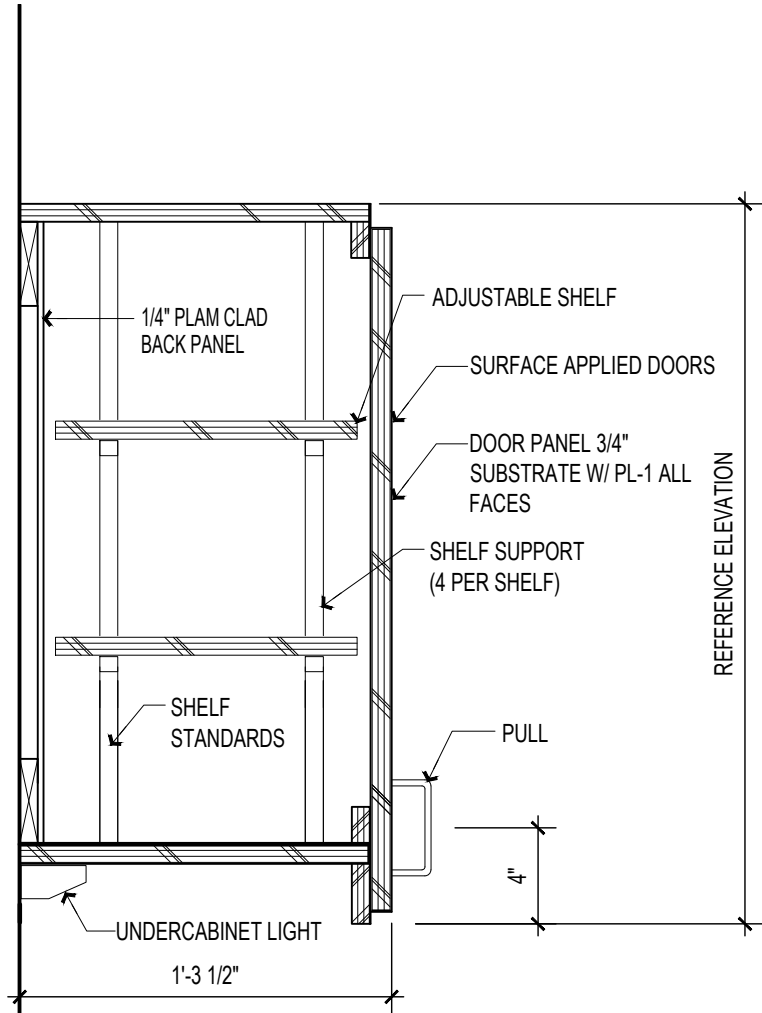 ADJUSTABLE SHELF
1/4" PLAM CLAD
BACK PANEL
SURFACE APPLIED DOORS
DOOR PANEL 3/4"
SUBSTRATE W/ PL-1 ALL
FACES
REFERENCE ELEVATION
SHELF SUPPORT
(4 PER SHELF)
SHELF
STANDARDS
PULL
4"
UNDERCABINET LIGHT
1'-3 1/2"